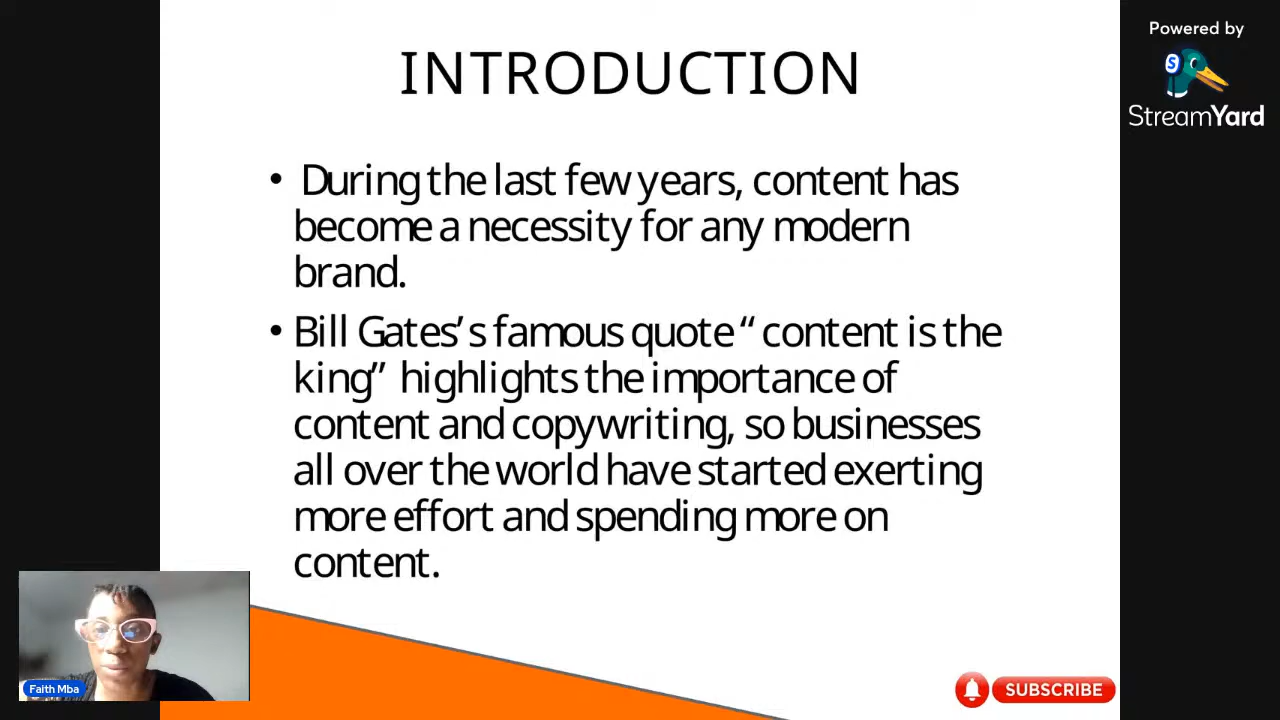 INTRODUCTION
• During the last few years, content has
become a necessity for any modern
brand.
• Bill Gates’s famous quote “ content is the
king” highlights the importance of
content and copywriting, so businesses
all over the world have started exerting
more effort and spending more on
content.
Powered by
S
StreamYard
Faith Mba
SUBSCRIBE